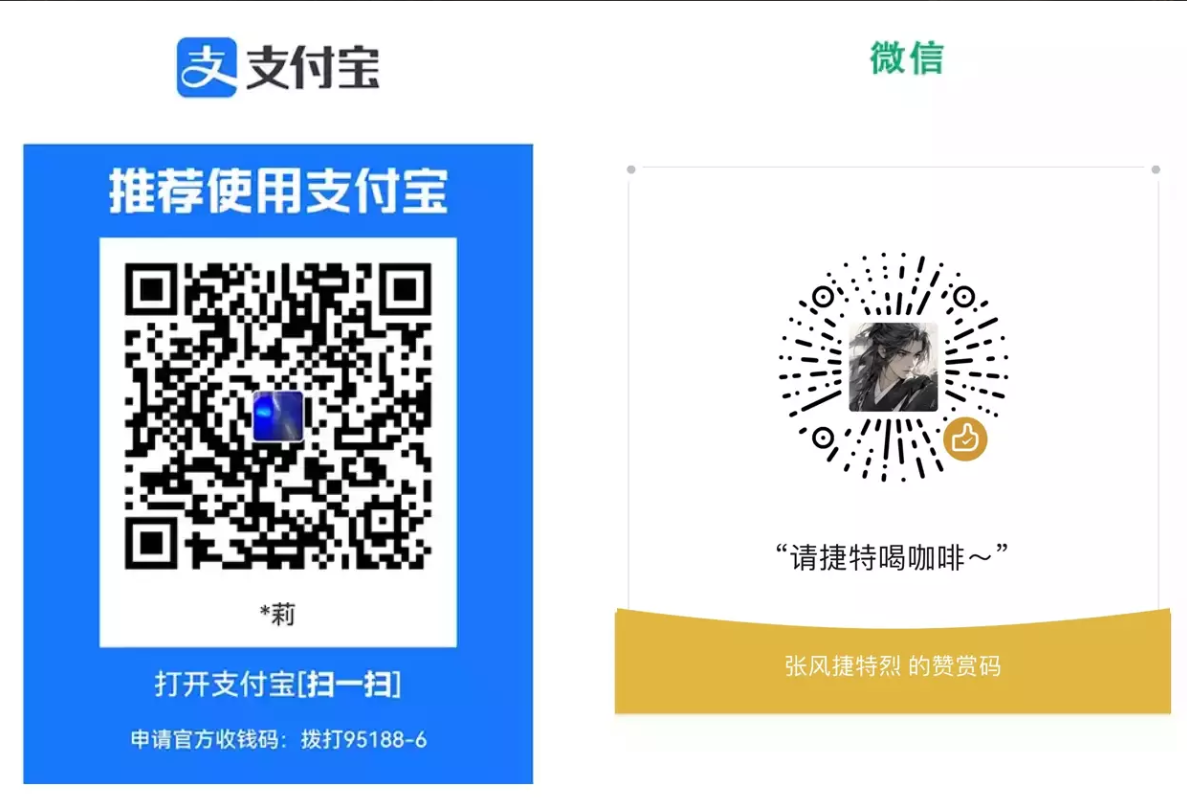 支付宝
推荐使用支付宝
*莉
打开支付宝[扫一扫]
申请官方收钱码：拨打95188-6
微信
“请捷特喝咖啡～”
张风捷特烈 的赞赏码